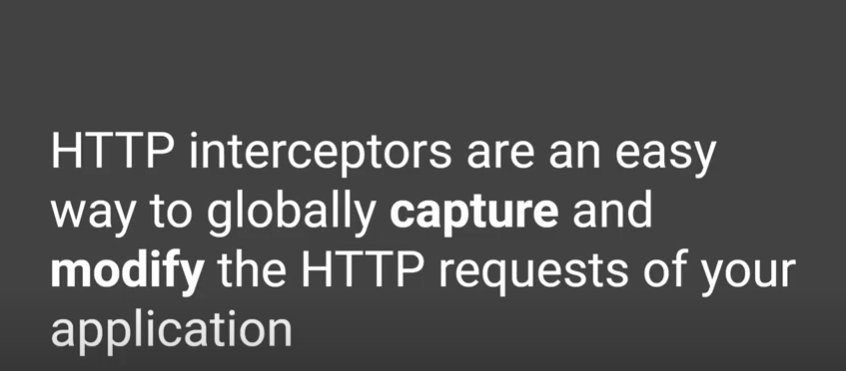 HTTP interceptors are an easy
way to globally capture and
modify the HTTP requests of your
application